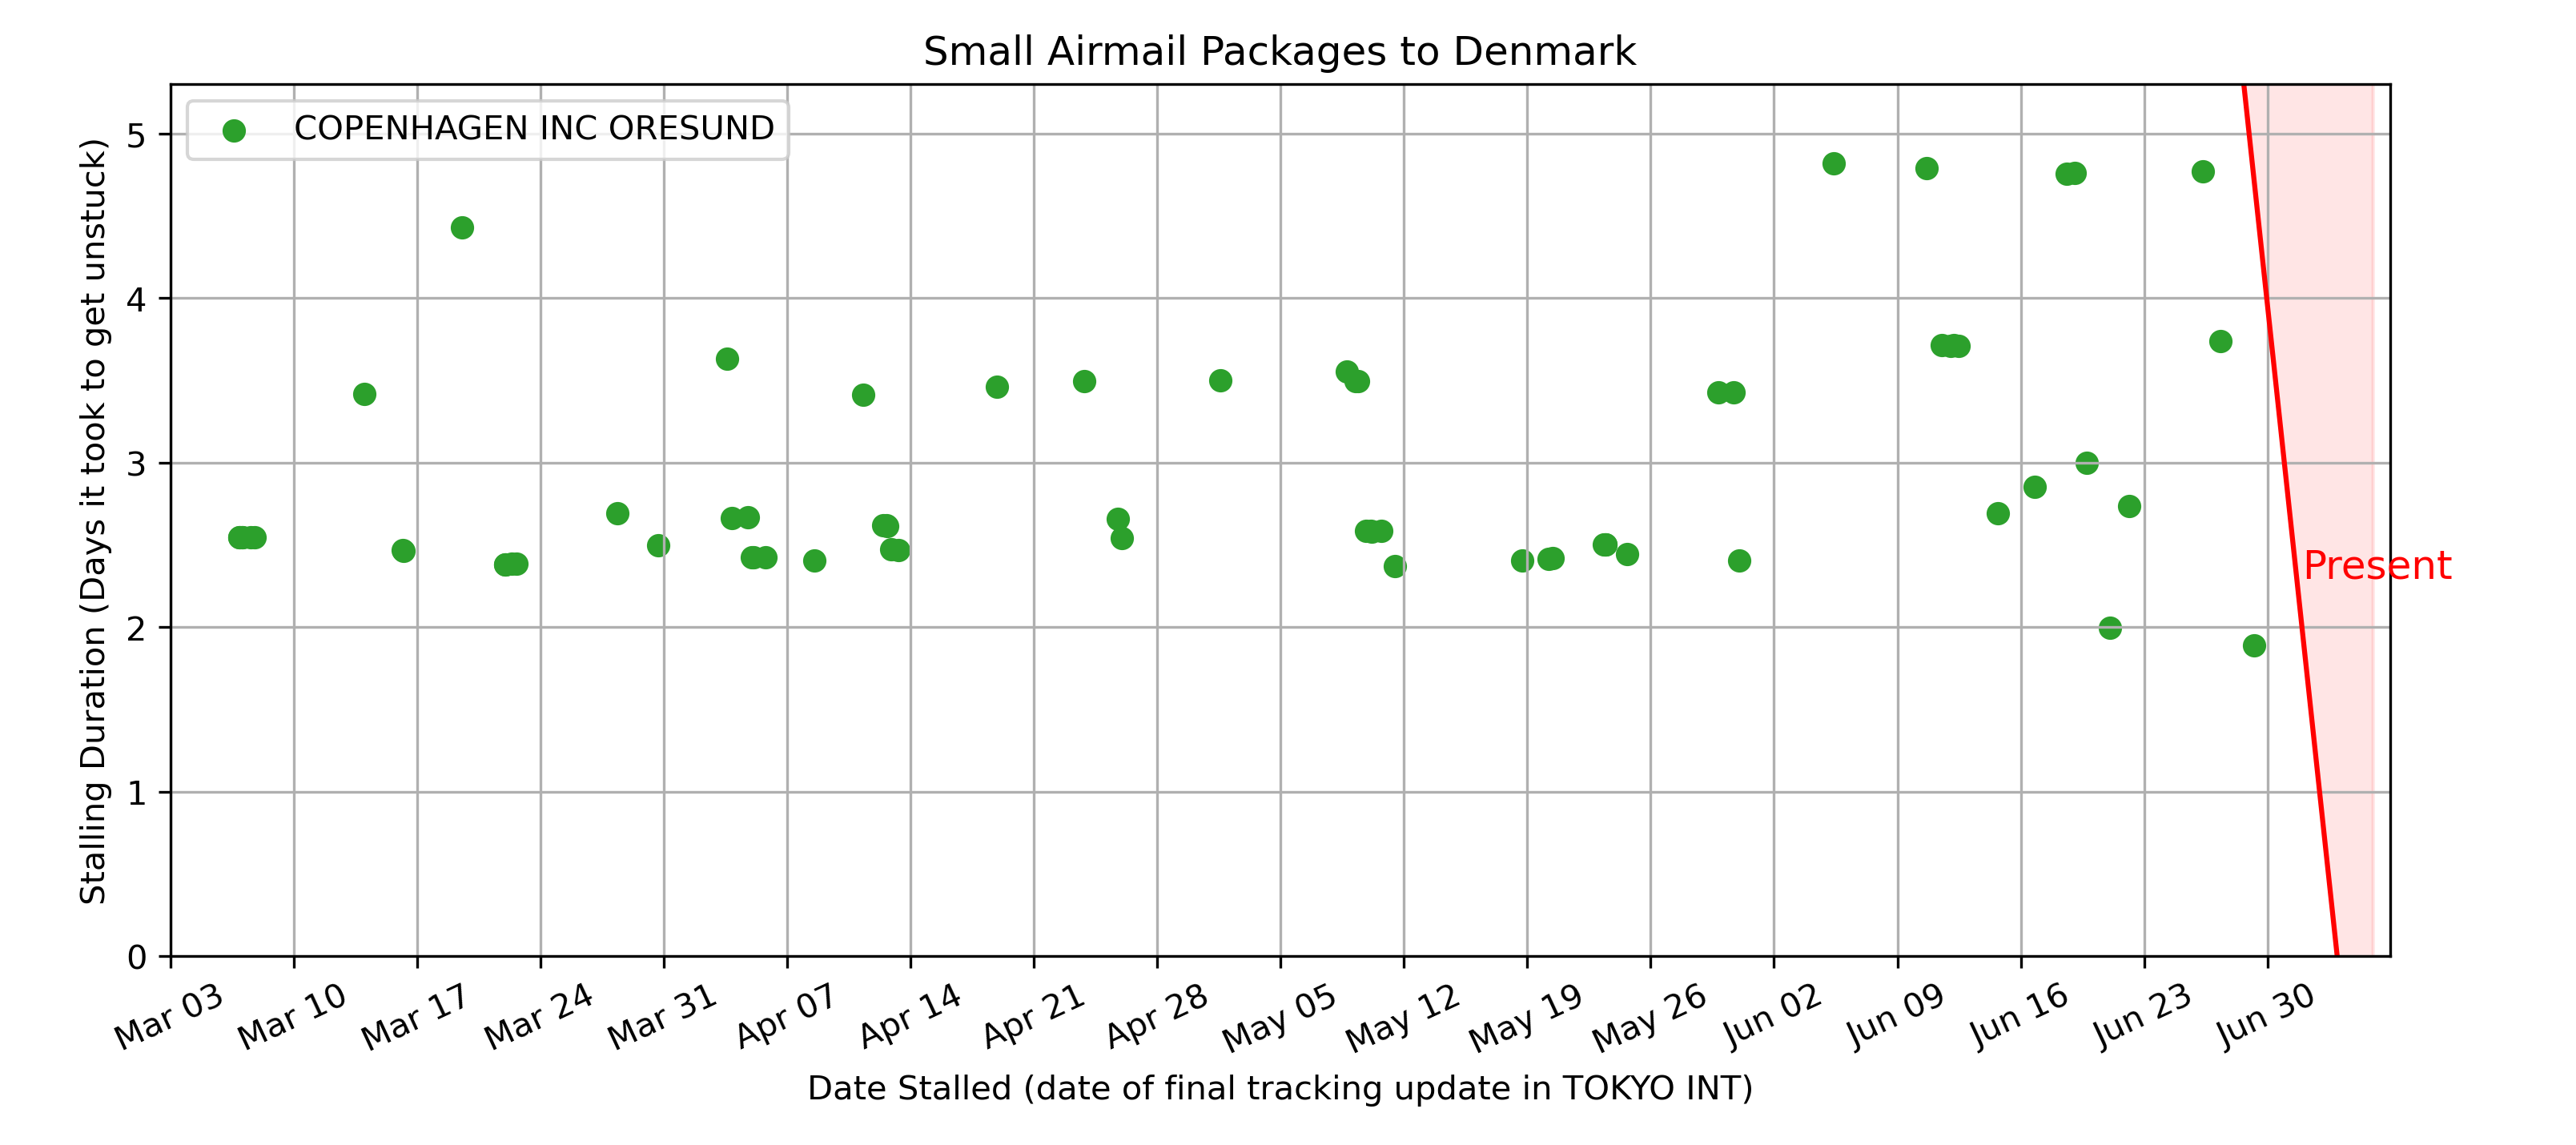 Small Airmail Packages to Denmark
COPENHAGEN INC ORESUND
Stalling Duration (Days it took to get unstuck)
5
4
3
2
1
0
Present
Mar 03
Mar 10
Mar 17
Mar 24
Mar 31
Apr 07
Apr 14
Apr 21
Apr 28
May 05
May 12
May 19
May 26
Jun 02
Jun 09
Jun 16
Jun 23
Jun 30
Date Stalled (date of final tracking update in TOKYO INT)